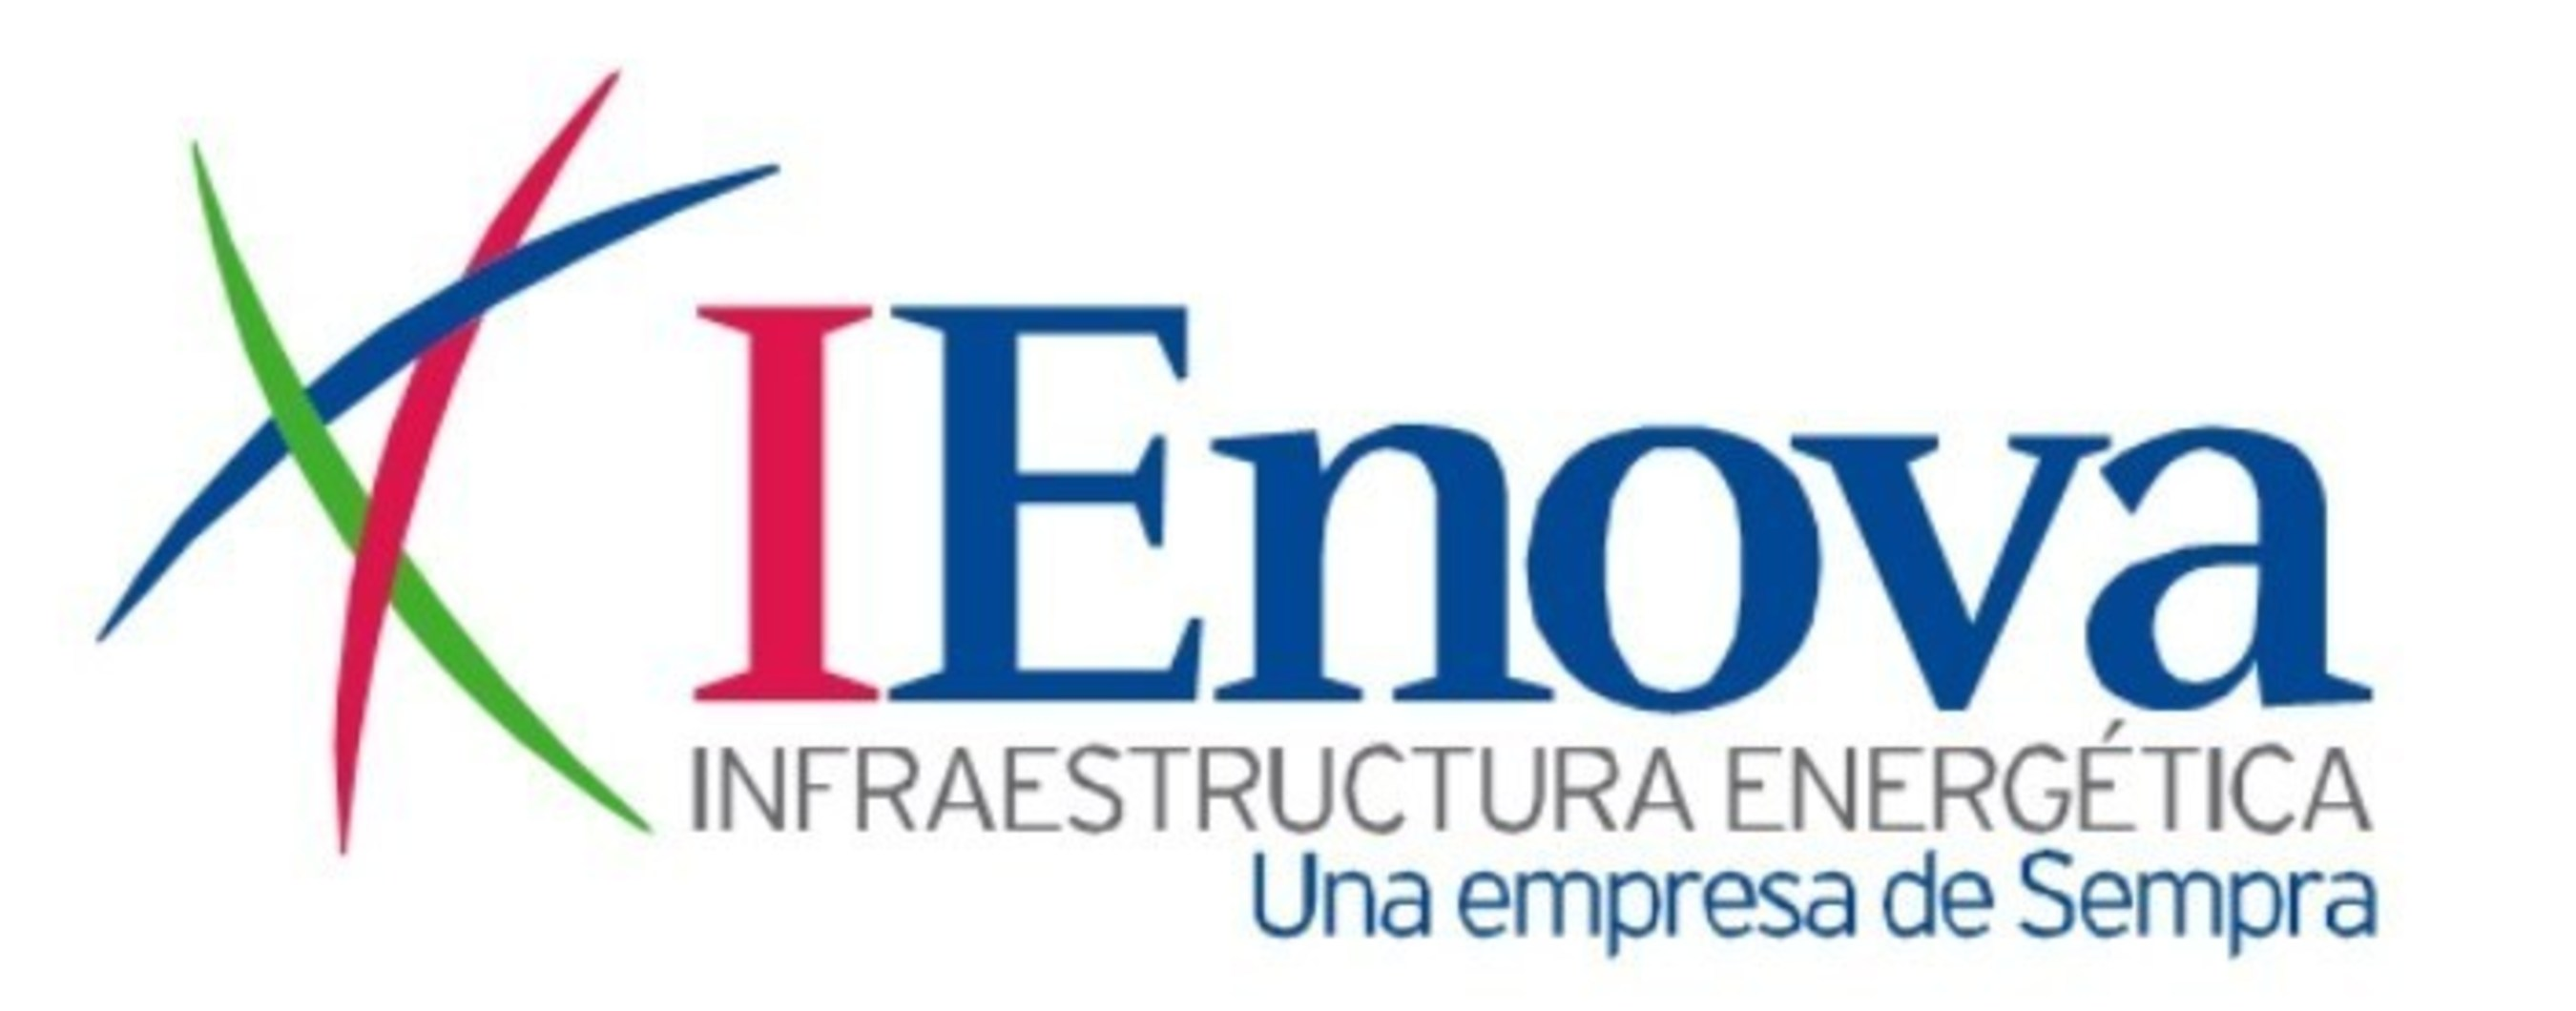 IEnova
INFRAESTRUCTURA ENERGÉTICA
Una empresa de Sempra